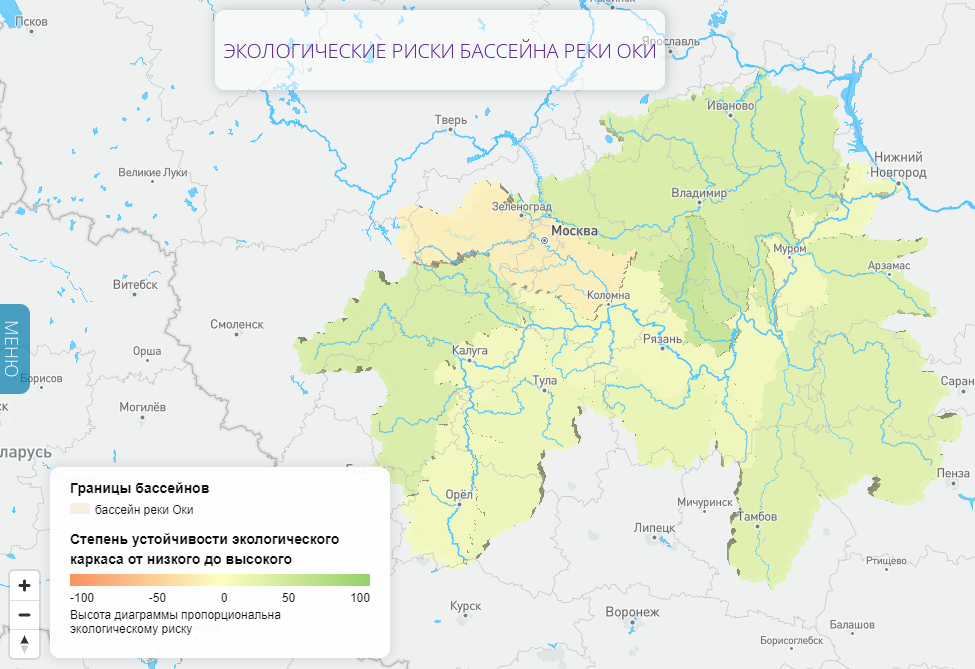 Псков
Рыбинск
Ярославль
ЭКОЛОГИЧЕСКИЕ РИСКИ БАССЕЙНА РЕКИ ОКИ
Иваново
Тверь
Нижний
Новгород
Великие Луки
Владимир
Зеленоград
Москва
Муром
Арзамас
Витебск
Коломна
Смоленск
Рязань
МЕНЮ
Орша
Калуга
Борисов
Тула
Саран
Могилёв
ларусь
Пенза
Орёл
Мичуринск
Тамбов
Липецк
Ртищево
Курск
Воронеж
Балашов
Борисоглебск
Границы бассейнов
бассейн реки Оки
Степень устойчивости экологического
каркаса от низкого до высокого
-100 -50 0 50 100
Высота диаграммы пропорциональна
экологическому риску
+
−